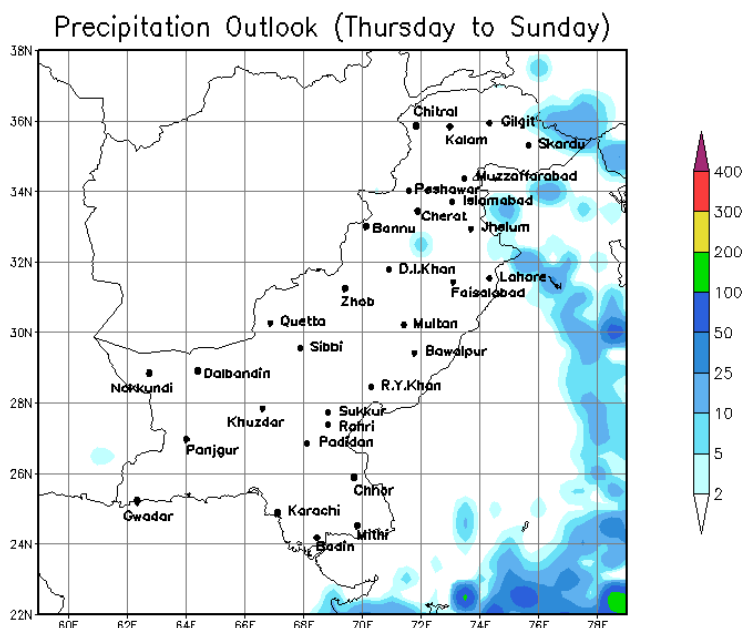 Precipitation Outlook (Thursday to Sunday)
38N
36N
34N
32N
30N
28N
26N
24N
22N
60E
62E
64E
66E
68E
70E
72E
74E
76E
78E
Chitral
Gilgit
Kalam
Skardu
Muzzaffarabad
Peshawar
Islamabad
Cherat
Bannu
Jhelum
D.I.Khan
Lahore
Zhob
Faisalabad
Quetta
Multan
Sibbi
Bawalpur
Nokkundi
Dalbandin
R.Y.Khan
Khuzdar
Sukkur
Rohri
Panjgur
Padidan
Chhor
Gwadar
Karachi
Mithi
Badin
400
300
200
100
50
25
10
5
2